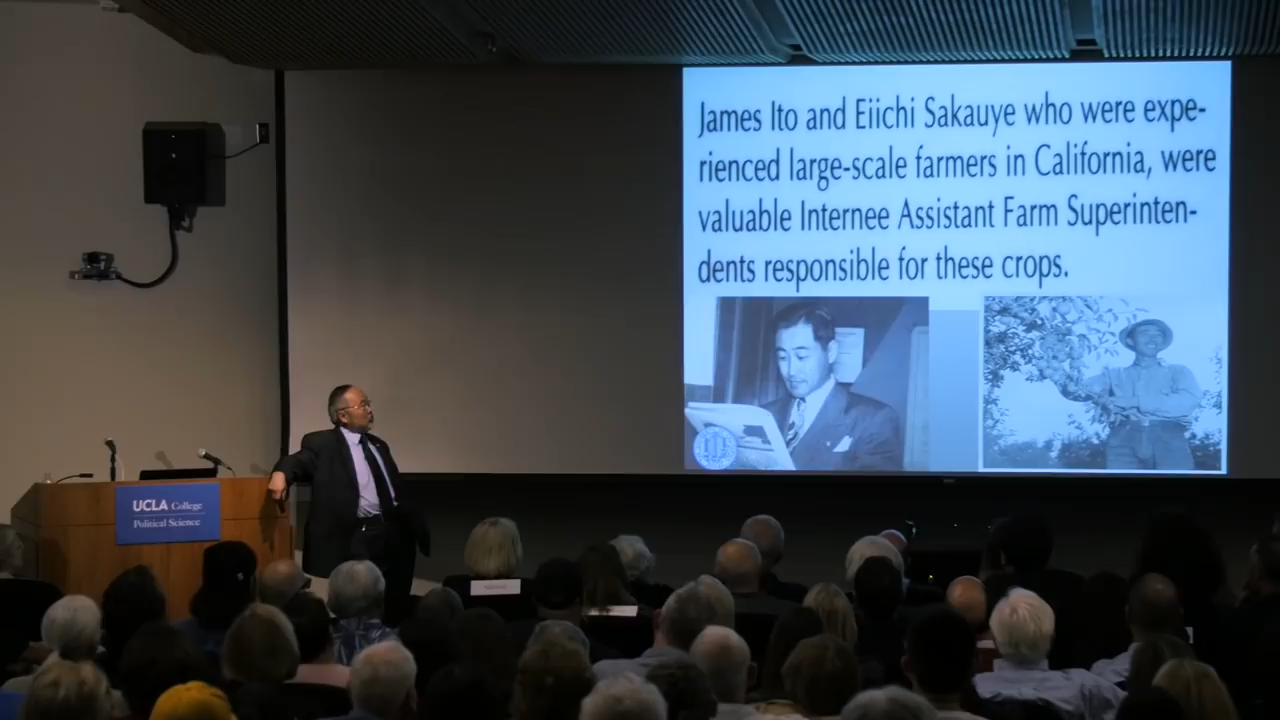 James Ito and Eiichi Sakauye who were expe-
rienced large-scale farmers in California, were
valuable Internee Assistant Farm Superinten-
dents responsible for these crops.
UCLA College
Political Science